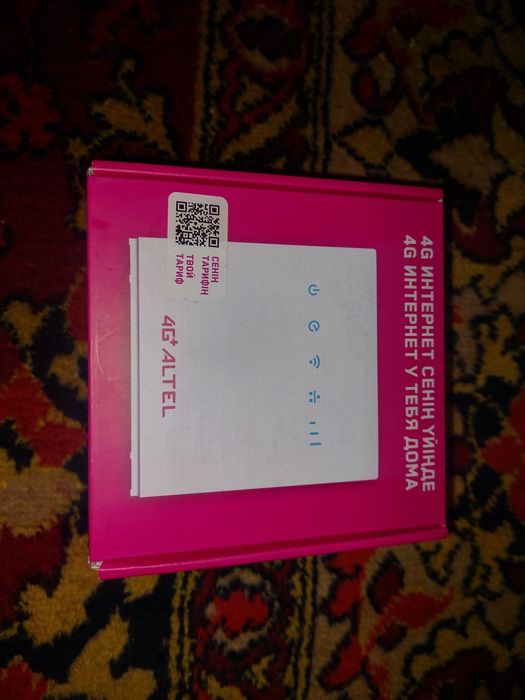 4G ИНТЕРНЕТ СЕНІҢ ҮЙІҢДЕ
4G ИНТЕРНЕТ У ТЕБЯ ДОМА
СЕНІҢ
ТАРИФІҢ
ТВОЙ
ТАРИФ
4G+ ALTEL